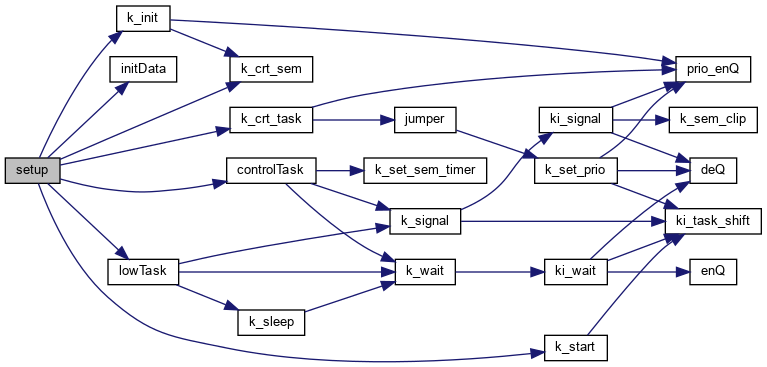 k_init
initData
k_crt_sem
prio_enQ
k_crt_task
jumper
ki_signal
k_sem_clip
setup
controlTask
k_set_sem_timer
k_set_prio
deQ
k_signal
ki_task_shift
lowTask
k_wait
ki_wait
enQ
k_sleep
k_start